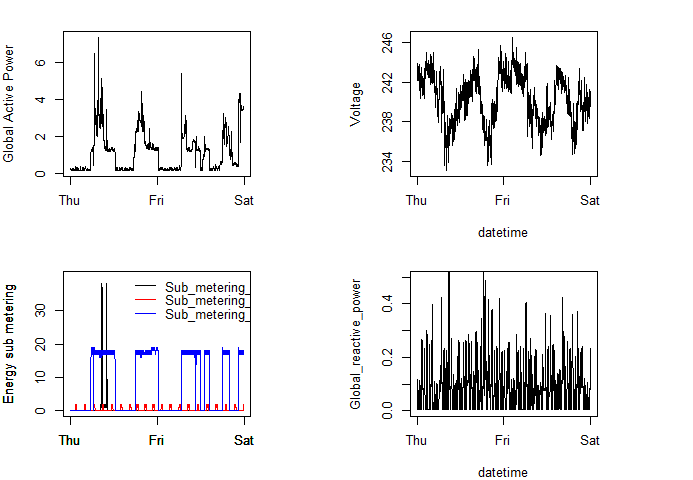 Global Active Power
6
4
2
0
Thu Fri Sat
Voltage
246
242
238
234
Thu Fri Sat
datetime
Energy sub metering
30
20
10
0
Sub_metering_
Sub_metering_
Sub_metering_
Thu Fri Sat
Global_reactive_power
0.4
0.2
0.0
Thu Fri Sat
datetime